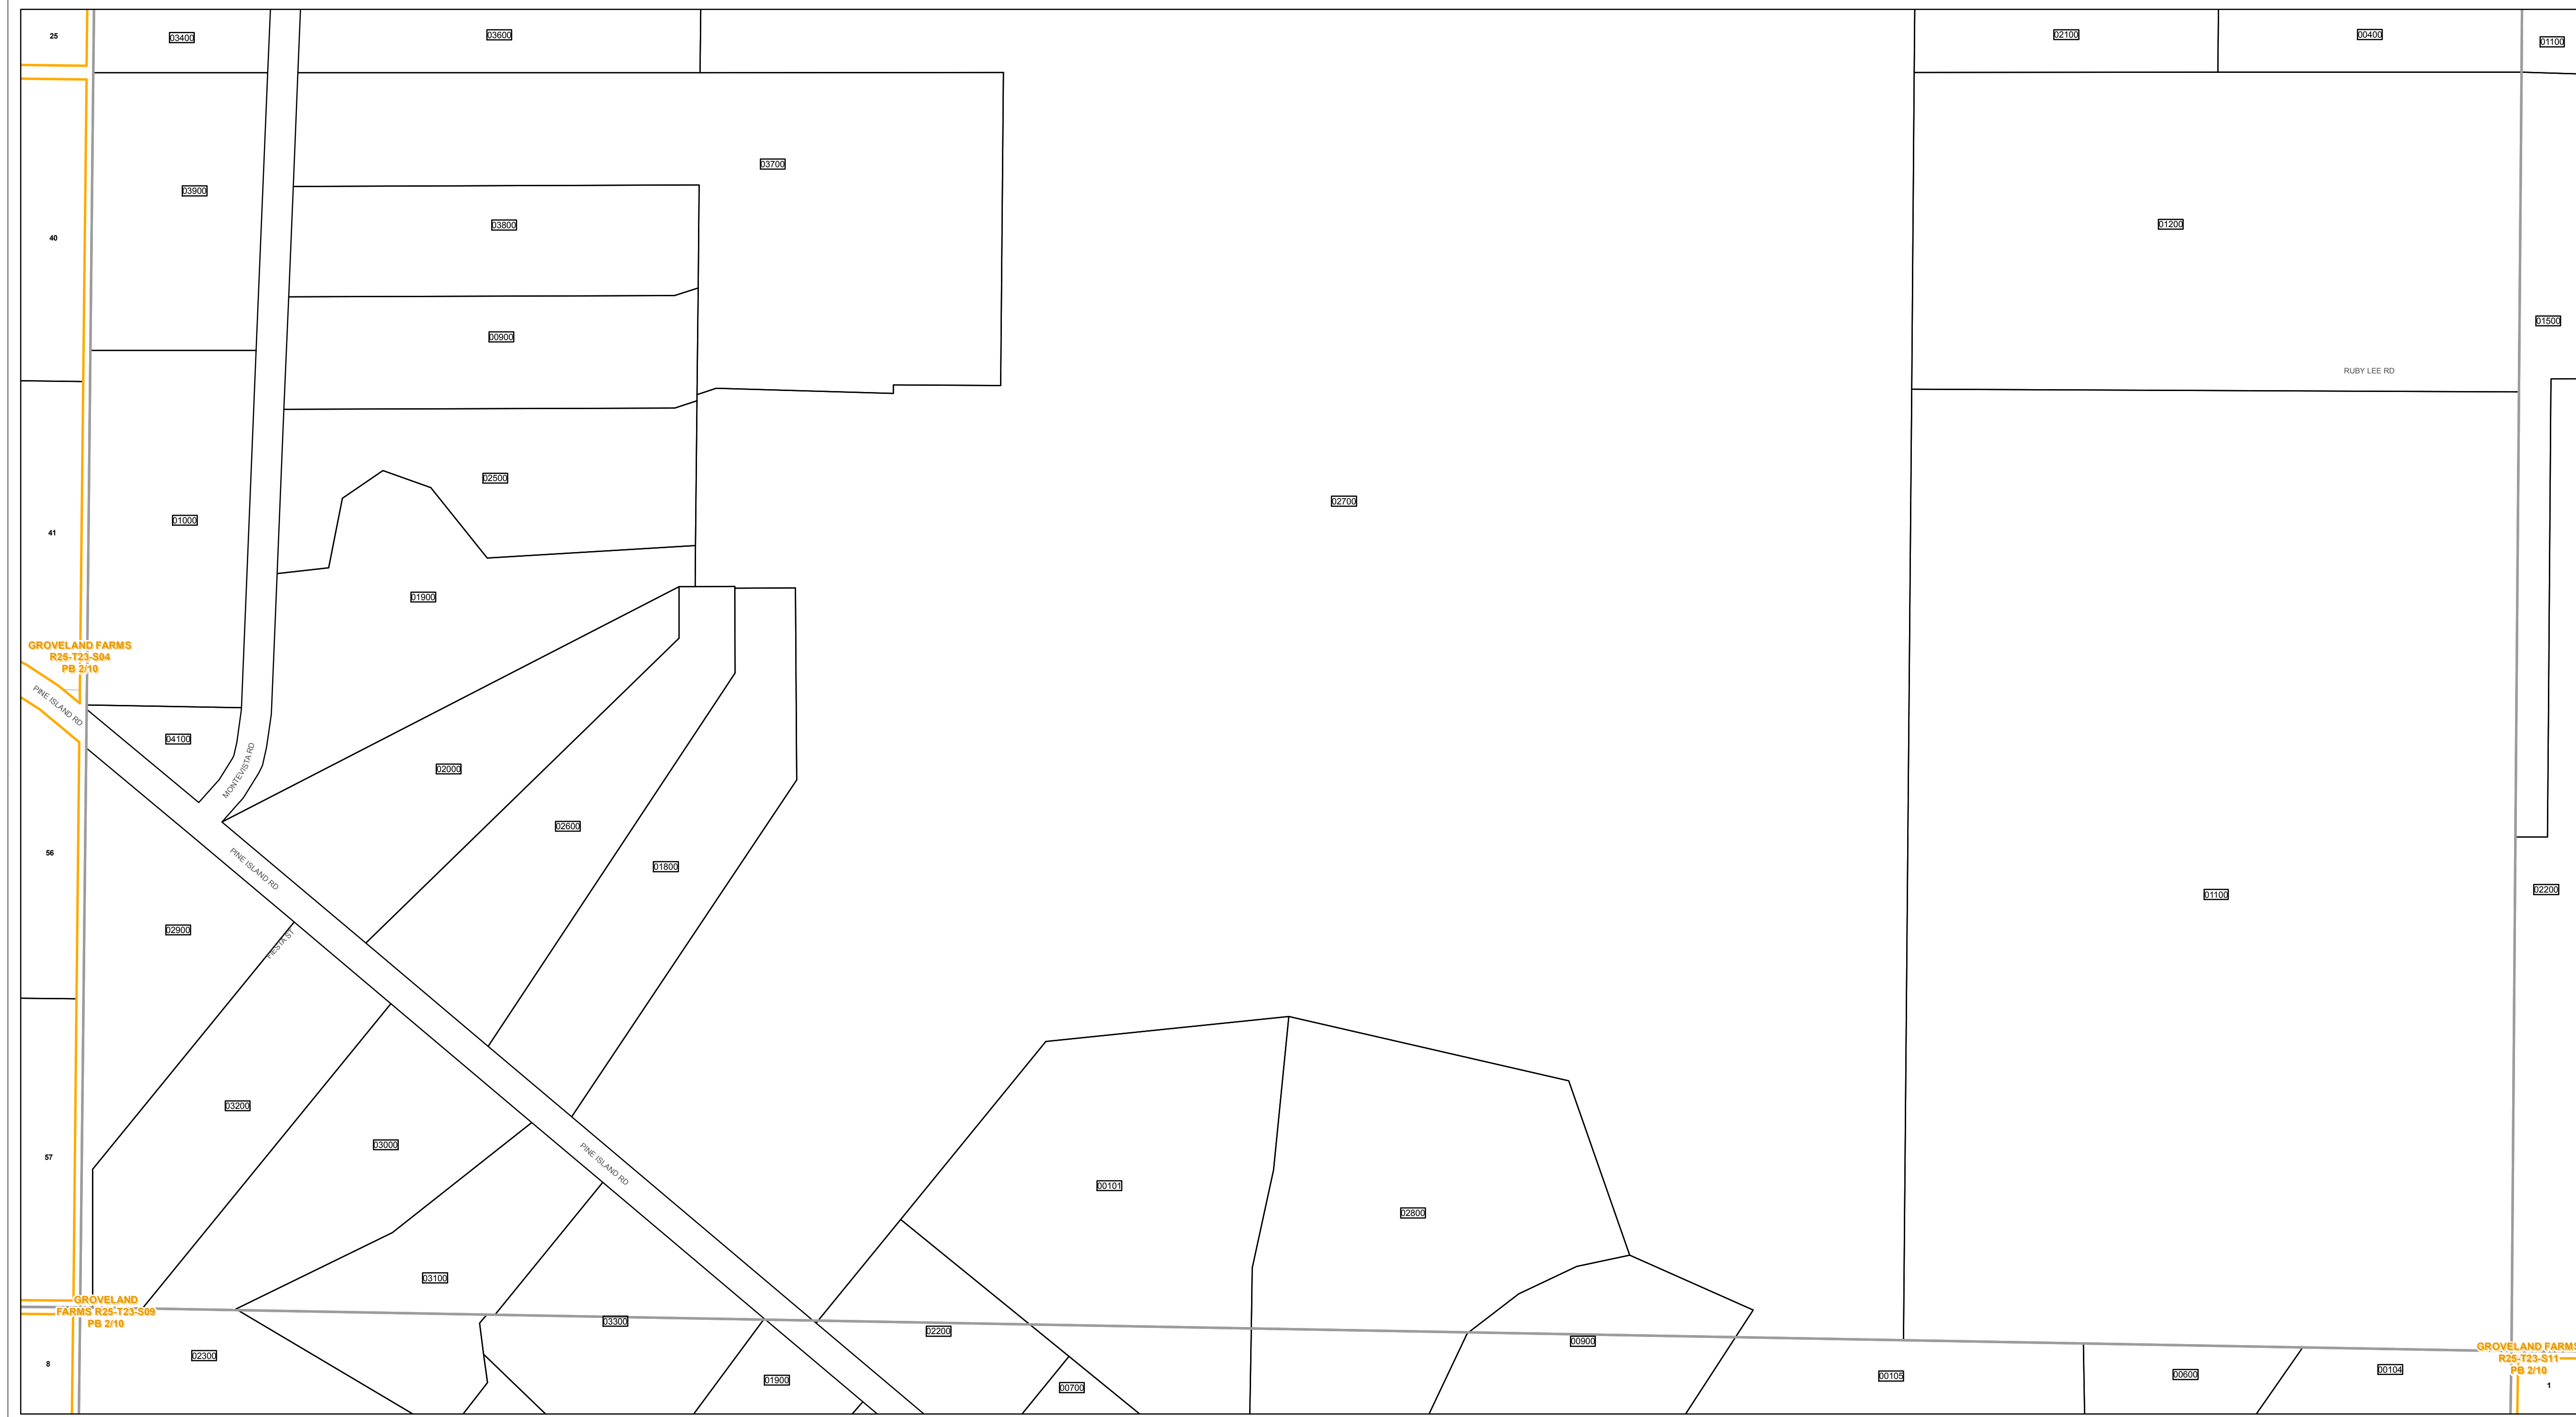 25
03400
03600
02100
00400
01100
03700
03900
03800
01200
40
01500
00900
RUBY LEE RD
02500
02700
01000
41
01900
GROVELAND FARMS
R25-T23-S04
PB 2/10
PINE ISLAND RD
04100
MONTEVISTA RD
02000
02600
56
PINE ISLAND RD
01800
02200
01100
02900
FIESTA ST
03200
03000
57
PINE ISLAND RD
00101
02800
03100
GROVELAND
FARMS R25-T23-S09
PB 2/10
03300
02200
00900
GROVELAND FARMS
R25-T23-S11
PB 2/10
02300
8
01900
00700
00105
00600
00104
1